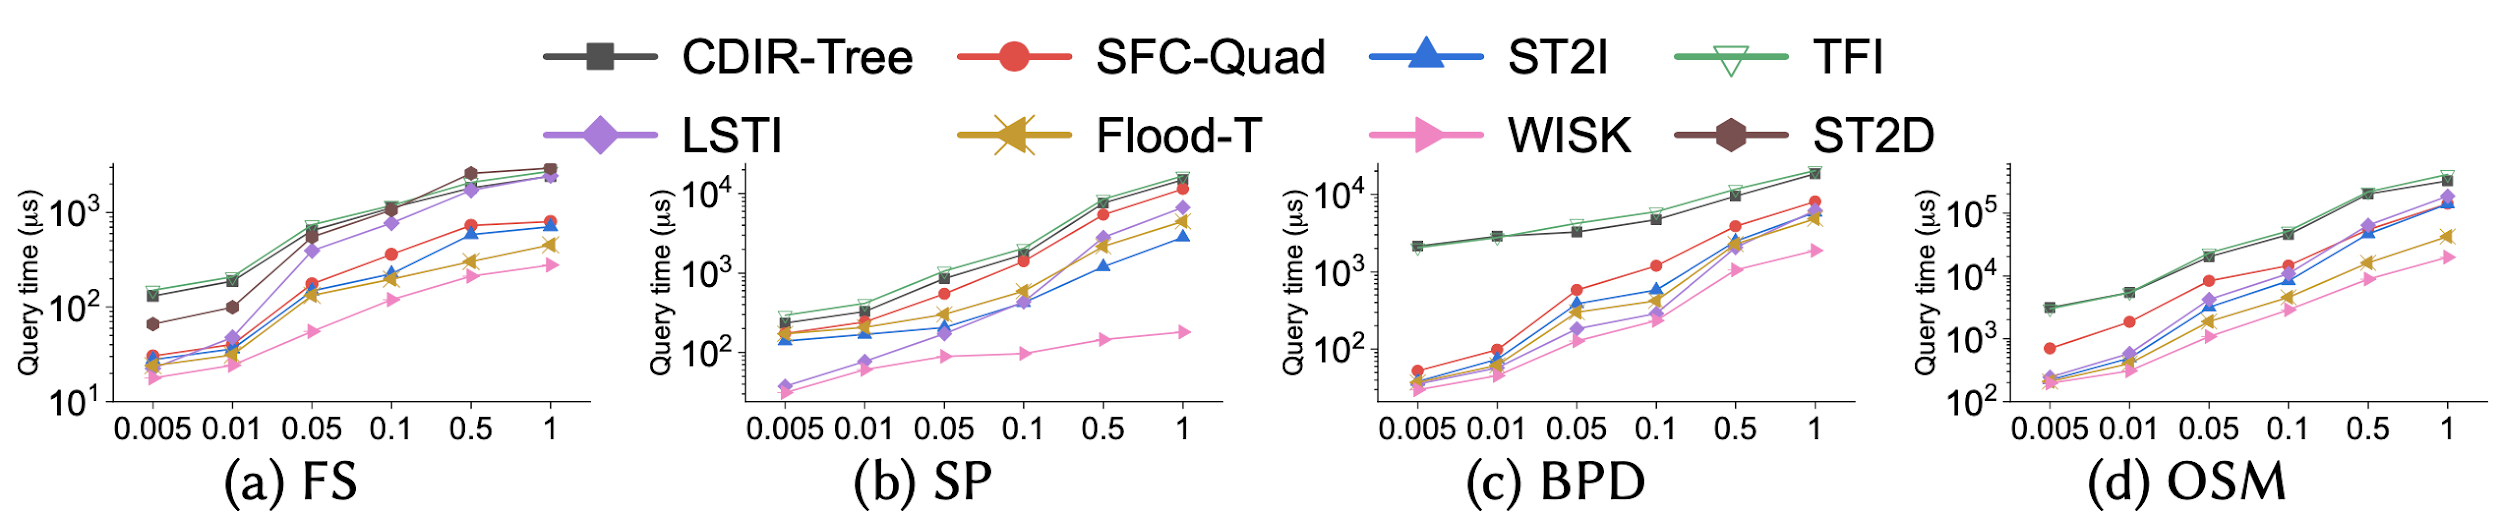 CDIR-Tree SFC-Quad ST2I TFI
LSTI Flood-T WISK ST2D
Query time (μs)
10³
10²
10¹
0.005 0.01 0.05 0.1 0.5 1
(a) FS
Query time (μs)
10⁴
10³
10²
0.005 0.01 0.05 0.1 0.5 1
(b) SP
Query time (μs)
10⁴
10³
10²
0.005 0.01 0.05 0.1 0.5 1
(c) BPD
Query time (μs)
10⁵
10⁴
10³
10²
0.005 0.01 0.05 0.1 0.5 1
(d) OSM